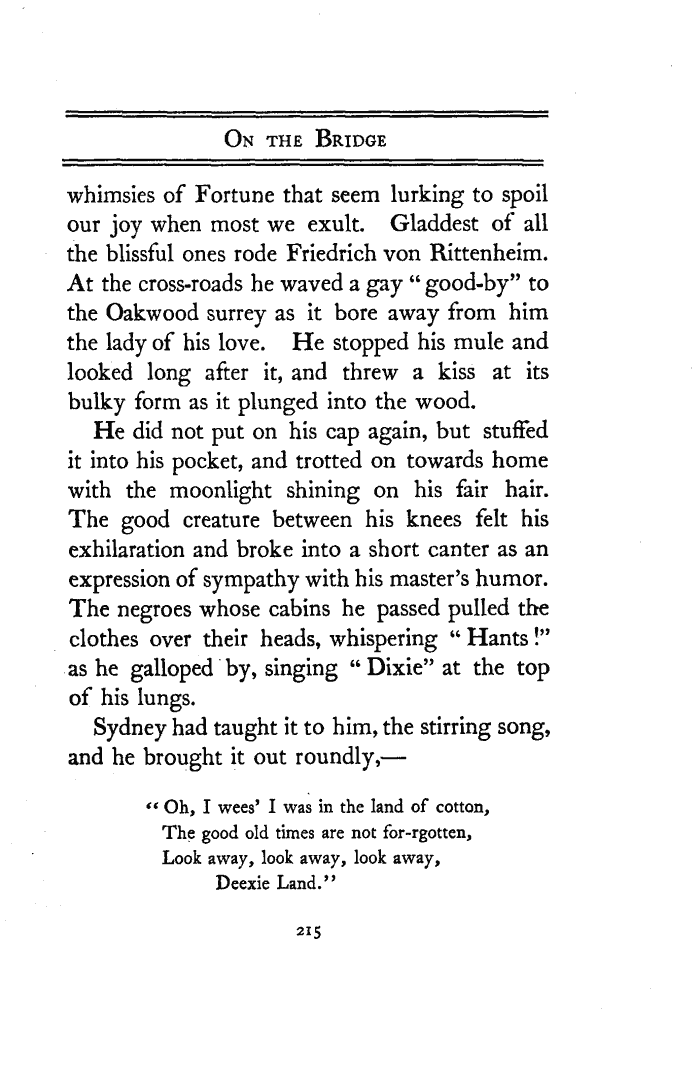 On the Bridge
whimsies of Fortune that seem lurking to spoil
our joy when most we exult. Gladdest of all
the blissful ones rode Friedrich von Rittenheim.
At the cross-roads he waved a gay “ good-by” to
the Oakwood surrey as it bore away from him
the lady of his love. He stopped his mule and
looked long after it, and threw a kiss at its
bulky form as it plunged into the wood.
He did not put on his cap again, but stuffed
it into his pocket, and trotted on towards home
with the moonlight shining on his fair hair.
The good creature between his knees felt his
exhilaration and broke into a short canter as an
expression of sympathy with his master’s humor.
The negroes whose cabins he passed pulled the
clothes over their heads, whispering “ Hants !”
as he galloped by, singing “ Dixie” at the top
of his lungs.
Sydney had taught it to him, the stirring song,
and he brought it out roundly,—
“ Oh, I wees’ I was in the land of cotton,
The good old times are not for-rgotten,
Look away, look away, look away,
Deexie Land.”
215